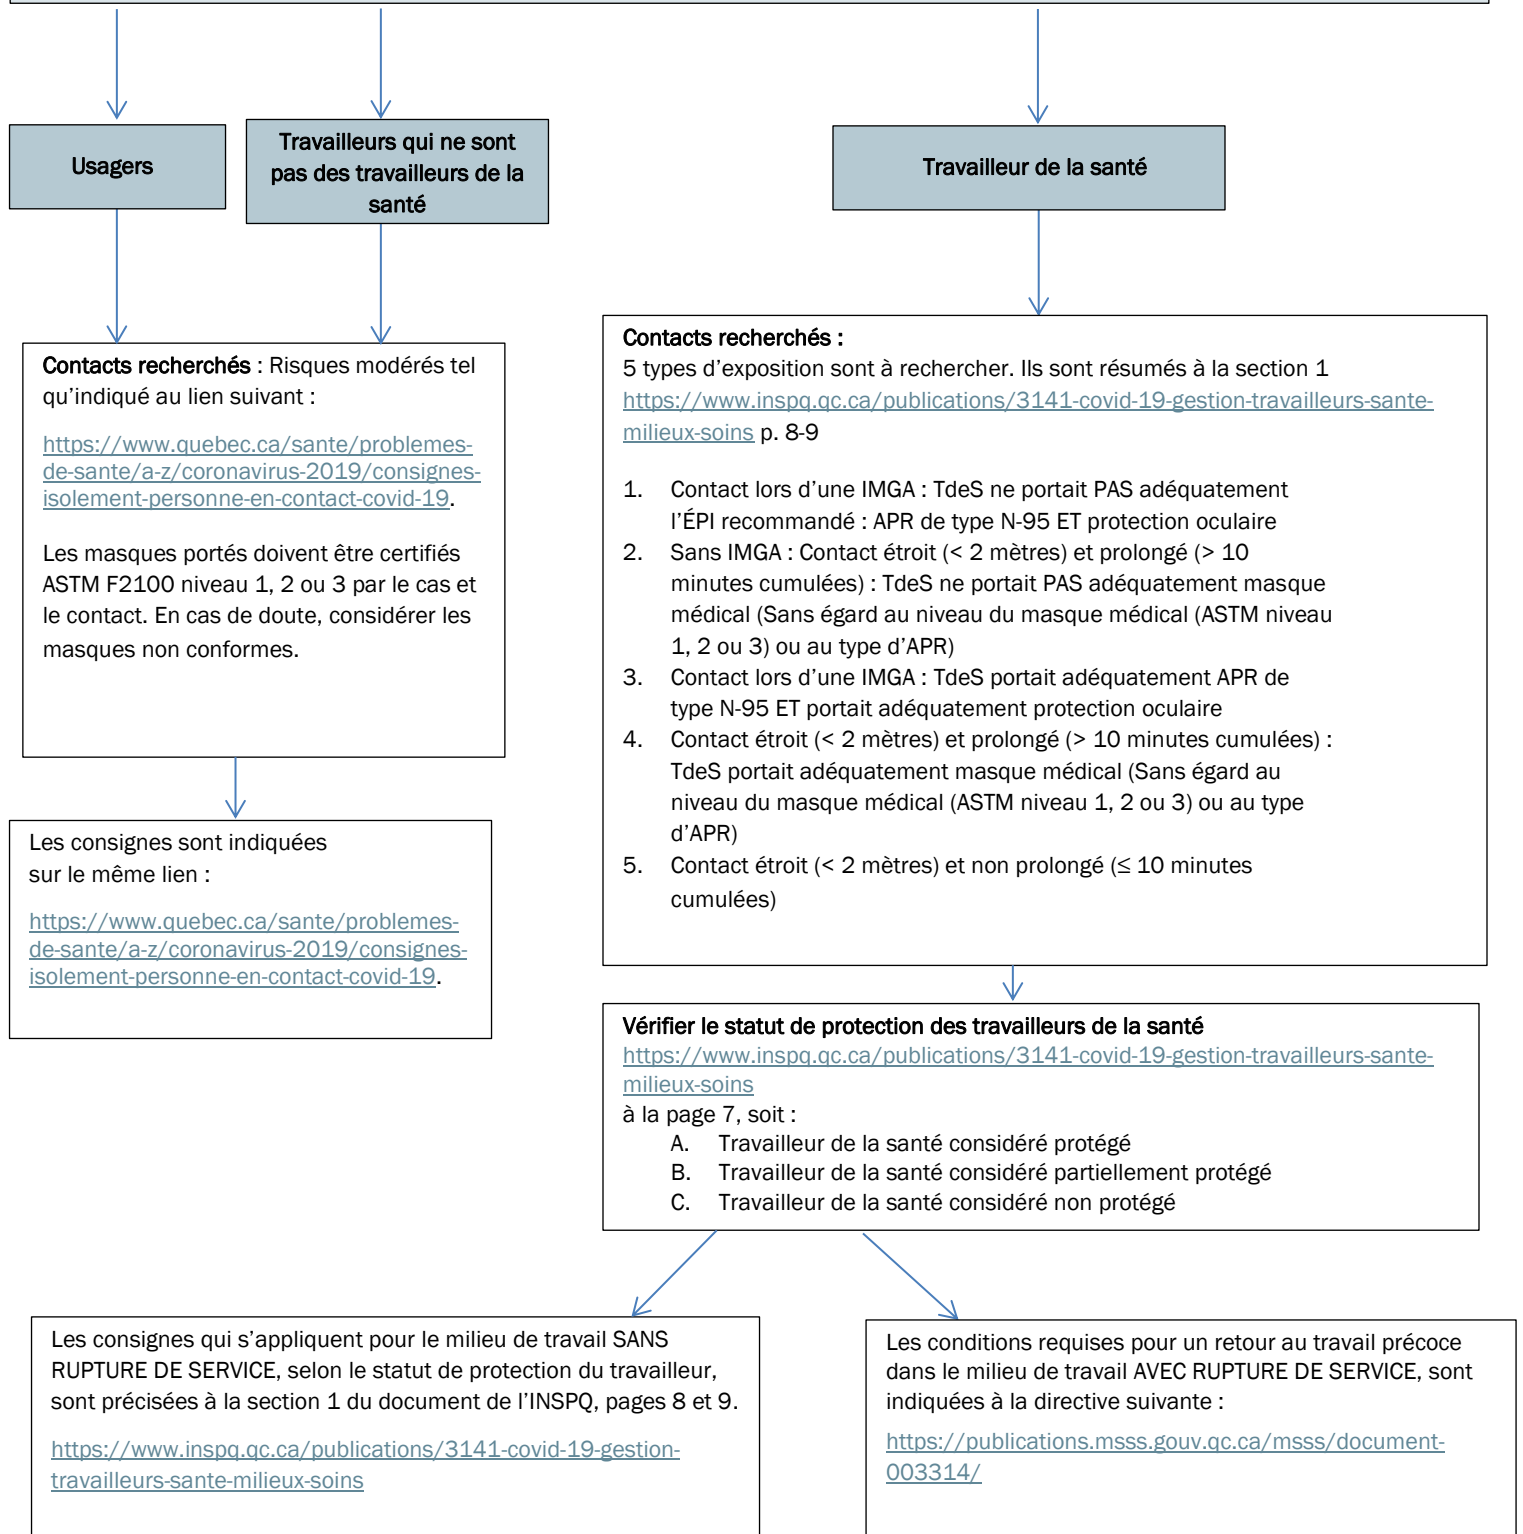 Usagers
Travailleurs qui ne sont
pas des travailleurs de la
santé
Travailleur de la santé
Contacts recherchés : Risques modérés tel
qu’indiqué au lien suivant :
https://www.quebec.ca/sante/problemes-
de-sante/a-z/coronavirus-2019/consignes-
isolement-personne-en-contact-covid-19.
Les masques portés doivent être certifiés
ASTM F2100 niveau 1, 2 ou 3 par le cas et
le contact. En cas de doute, considérer les
masques non conformes.
Les consignes sont indiquées
sur le même lien :
https://www.quebec.ca/sante/problemes-
de-sante/a-z/coronavirus-2019/consignes-
isolement-personne-en-contact-covid-19.
Contacts recherchés :
5 types d’exposition sont à rechercher. Ils sont résumés à la section 1
https://www.inspq.qc.ca/publications/3141-covid-19-gestion-travailleurs-sante-
milieux-soins p. 8-9
1. Contact lors d’une IMGA : TdeS ne portait PAS adéquatement
l’ÉPI recommandé : APR de type N-95 ET protection oculaire
2. Sans IMGA : Contact étroit (< 2 mètres) et prolongé (> 10
minutes cumulées) : TdeS ne portait PAS adéquatement masque
médical (Sans égard au niveau du masque médical (ASTM niveau
1, 2 ou 3) ou au type d’APR)
3. Contact lors d’une IMGA : TdeS portait adéquatement APR de
type N-95 ET portait adéquatement protection oculaire
4. Contact étroit (< 2 mètres) et prolongé (> 10 minutes cumulées) :
TdeS portait adéquatement masque médical (Sans égard au
niveau du masque médical (ASTM niveau 1, 2 ou 3) ou au type
d’APR)
5. Contact étroit (< 2 mètres) et non prolongé (≤ 10 minutes
cumulées)
Vérifier le statut de protection des travailleurs de la santé
https://www.inspq.qc.ca/publications/3141-covid-19-gestion-travailleurs-sante-
milieux-soins
à la page 7, soit :
A. Travailleur de la santé considéré protégé
B. Travailleur de la santé considéré partiellement protégé
C. Travailleur de la santé considéré non protégé
Les consignes qui s’appliquent pour le milieu de travail SANS
RUPTURE DE SERVICE, selon le statut de protection du travailleur,
sont précisées à la section 1 du document de l’INSPQ, pages 8 et 9.
https://www.inspq.qc.ca/publications/3141-covid-19-gestion-
travailleurs-sante-milieux-soins
Les conditions requises pour un retour au travail précoce
dans le milieu de travail AVEC RUPTURE DE SERVICE, sont
indiquées à la directive suivante :
https://publications.msss.gouv.qc.ca/msss/document-
003314/